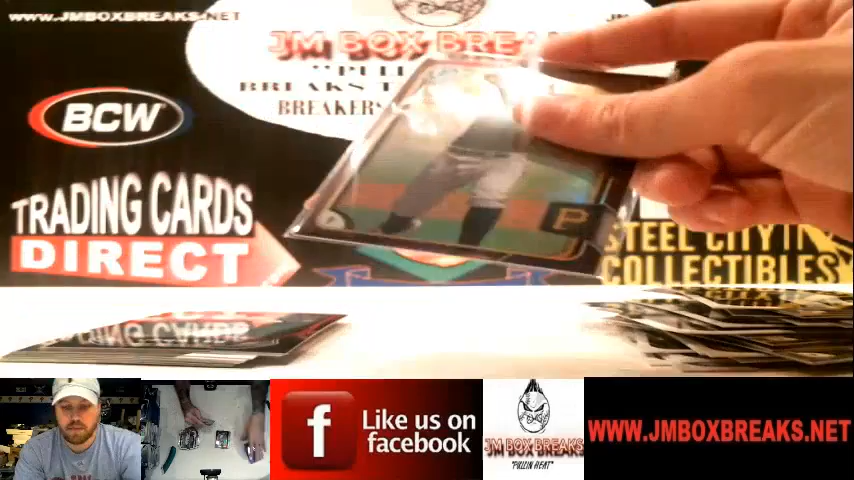 WWW.JMBOXBREAKS.NET
JM BOX BREA
"PULL
BREAKS T
BREAKERS
BCW
TRADING CARDS
DIRECT
P
STEEL CITY
COLLECTIBLES
f Like us on
facebook
JM BOX BREAKS
"PULLIN HEAT"
WWW.JMBOXBREAKS.NET